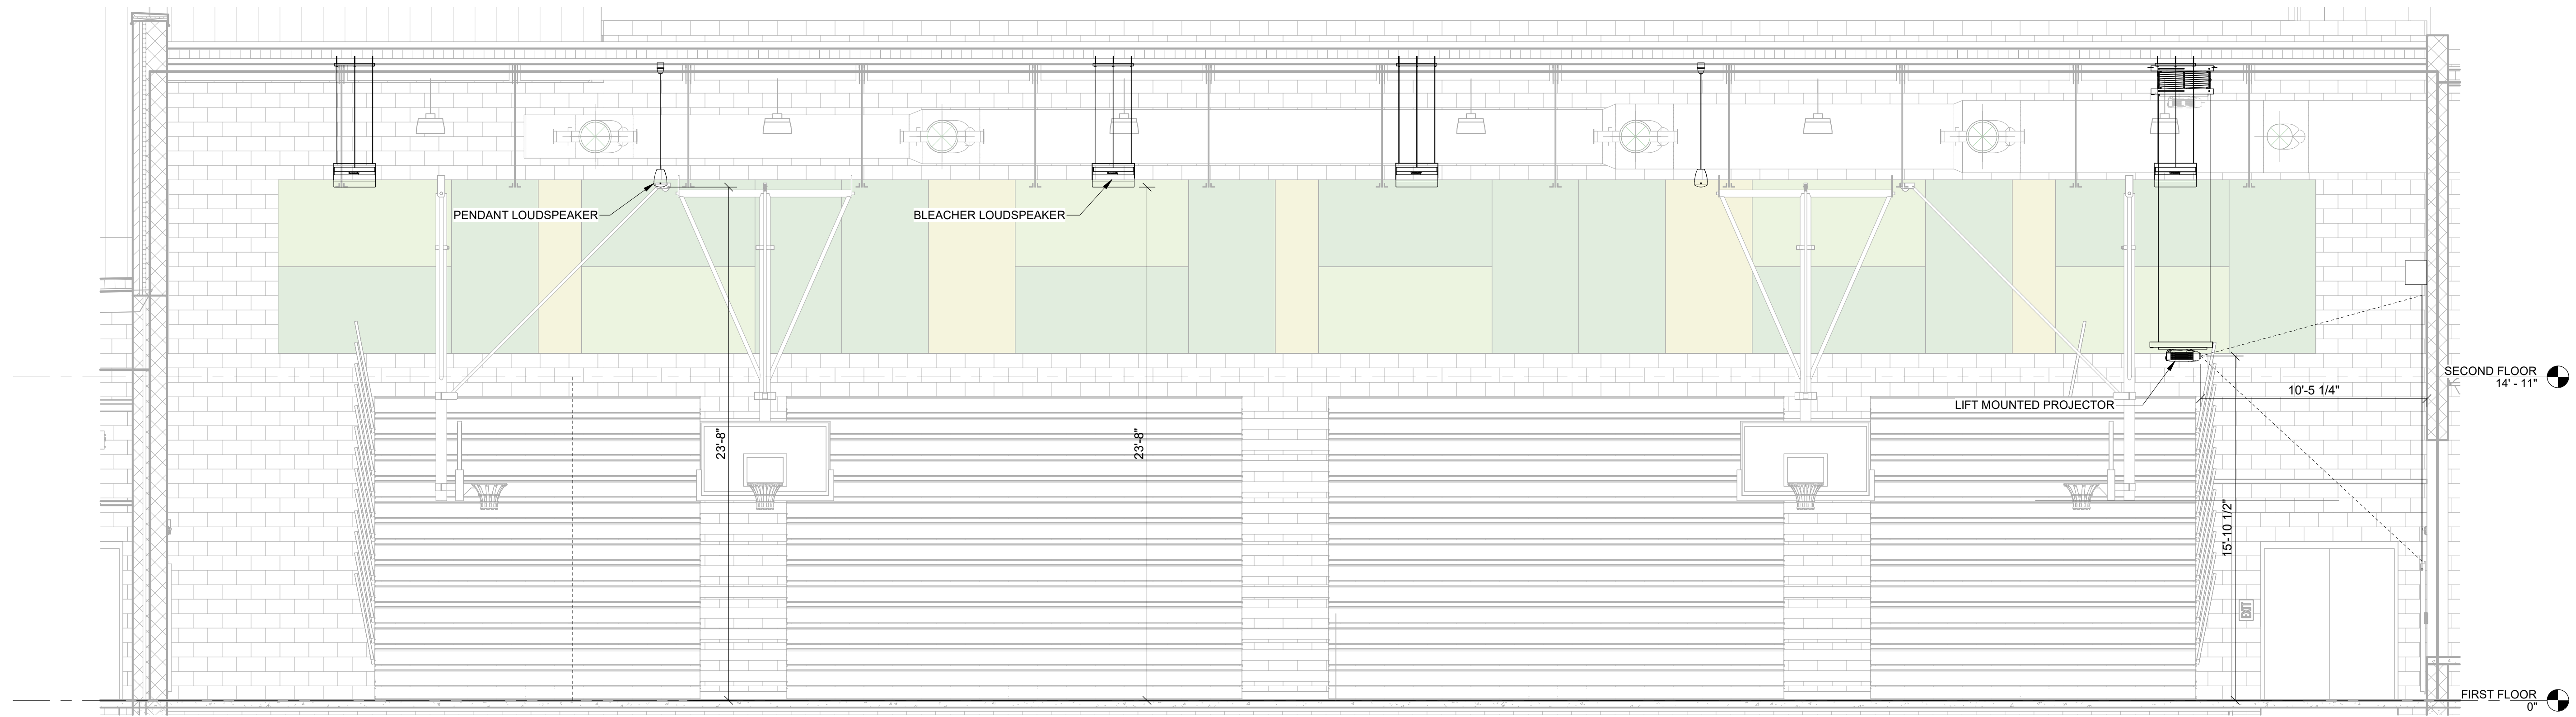 PENDANT LOUDSPEAKER
BLEACHER LOUDSPEAKER
SECOND FLOOR
14' - 11"
10'-5 1/4"
LIFT MOUNTED PROJECTOR
23'-8"
23'-8"
15'-10 1/2"
EXIT
FIRST FLOOR
0"